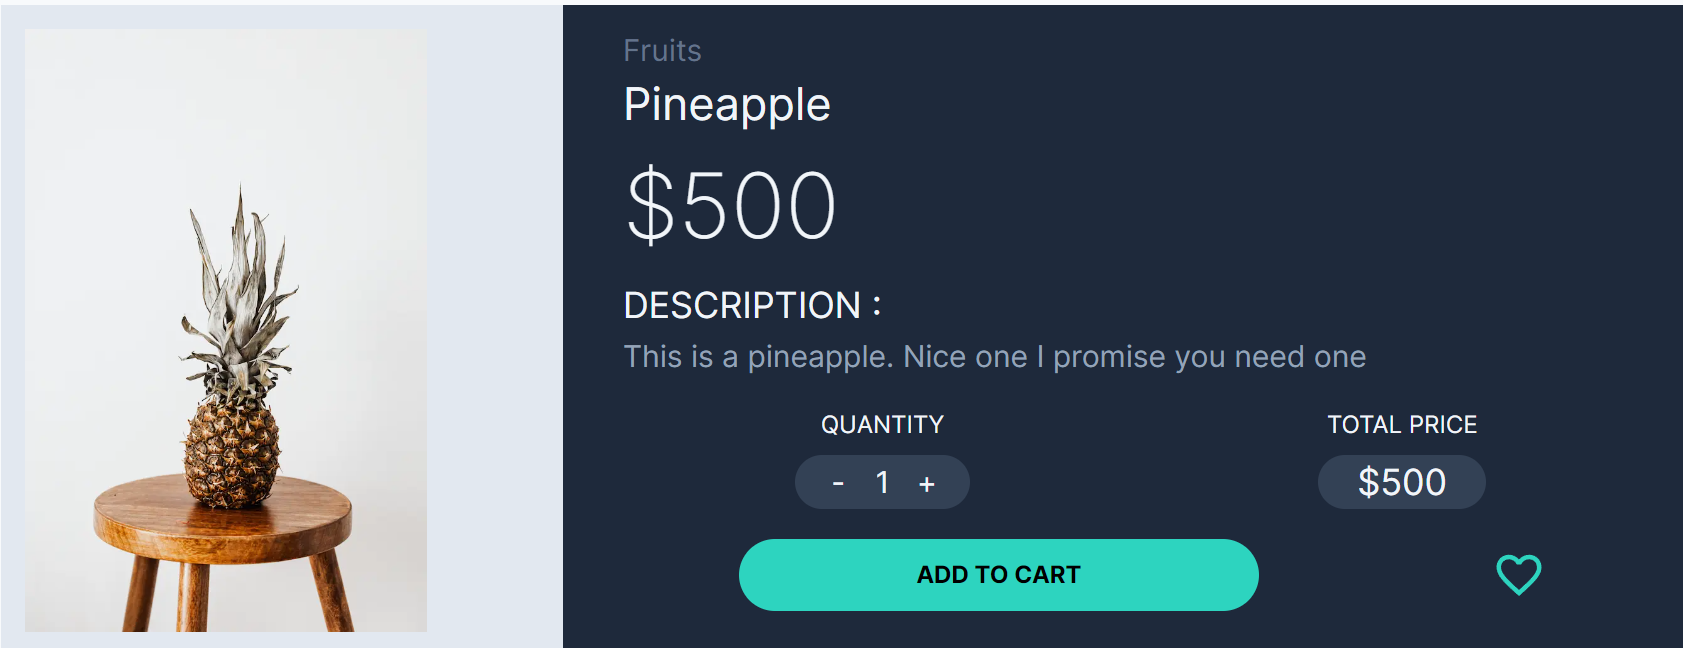 Fruits
Pineapple
$500
DESCRIPTION :
This is a pineapple. Nice one I promise you need one
QUANTITY
- 1 +
TOTAL PRICE
$500
ADD TO CART